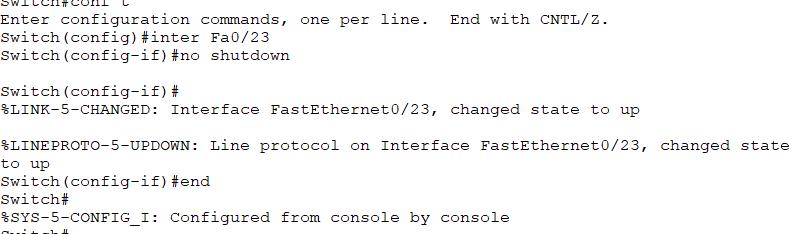 Switch#conf t
Enter configuration commands, one per line.  End with CNTL/Z.
Switch(config)#inter Fa0/23
Switch(config-if)#no shutdown
Switch(config-if)#
%LINK-5-CHANGED: Interface FastEthernet0/23, changed state to up
%LINEPROTO-5-UPDOWN: Line protocol on Interface FastEthernet0/23, changed state
to up
Switch(config-if)#end
Switch#
%SYS-5-CONFIG_I: Configured from console by console
Switch#